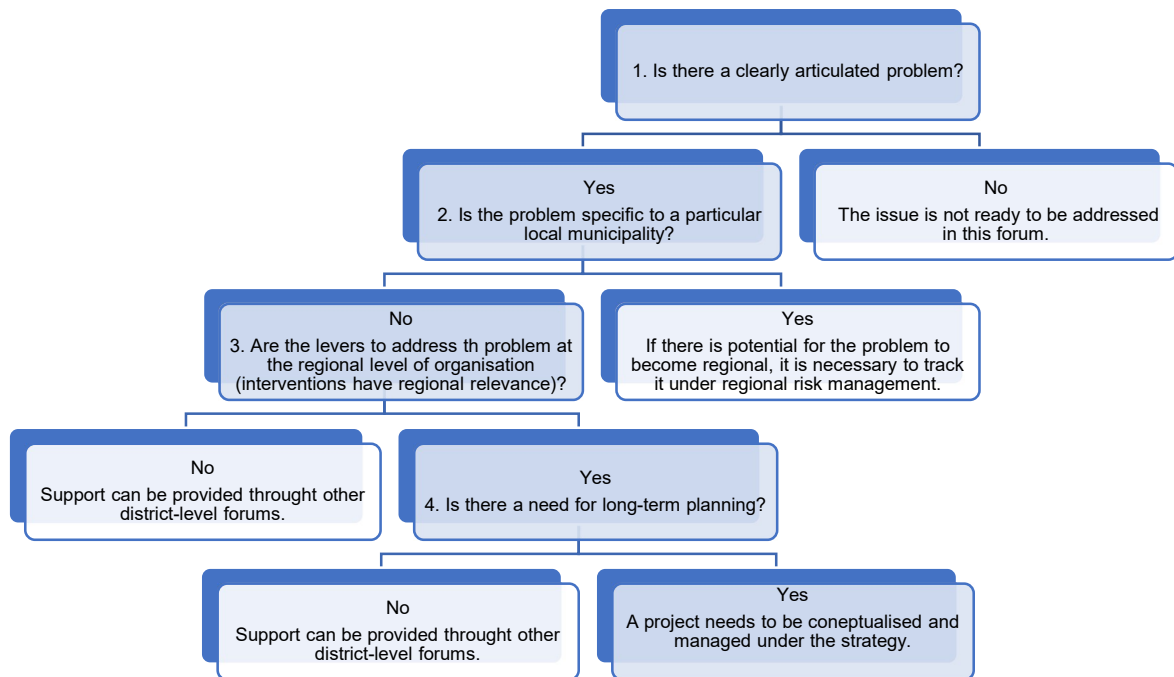 1. Is there a clearly articulated problem?
Yes
2. Is the problem specific to a particular
local municipality?
No
The issue is not ready to be addressed
in this forum.
No
3. Are the levers to address th problem at
the regional level of organisation
(interventions have regional relevance)?
Yes
If there is potential for the problem to
become regional, it is necessary to track
it under regional risk management.
No
Support can be provided throught other
district-level forums.
Yes
4. Is there a need for long-term planning?
No
Support can be provided throught other
district-level forums.
Yes
A project needs to be coneptualised and
managed under the strategy.